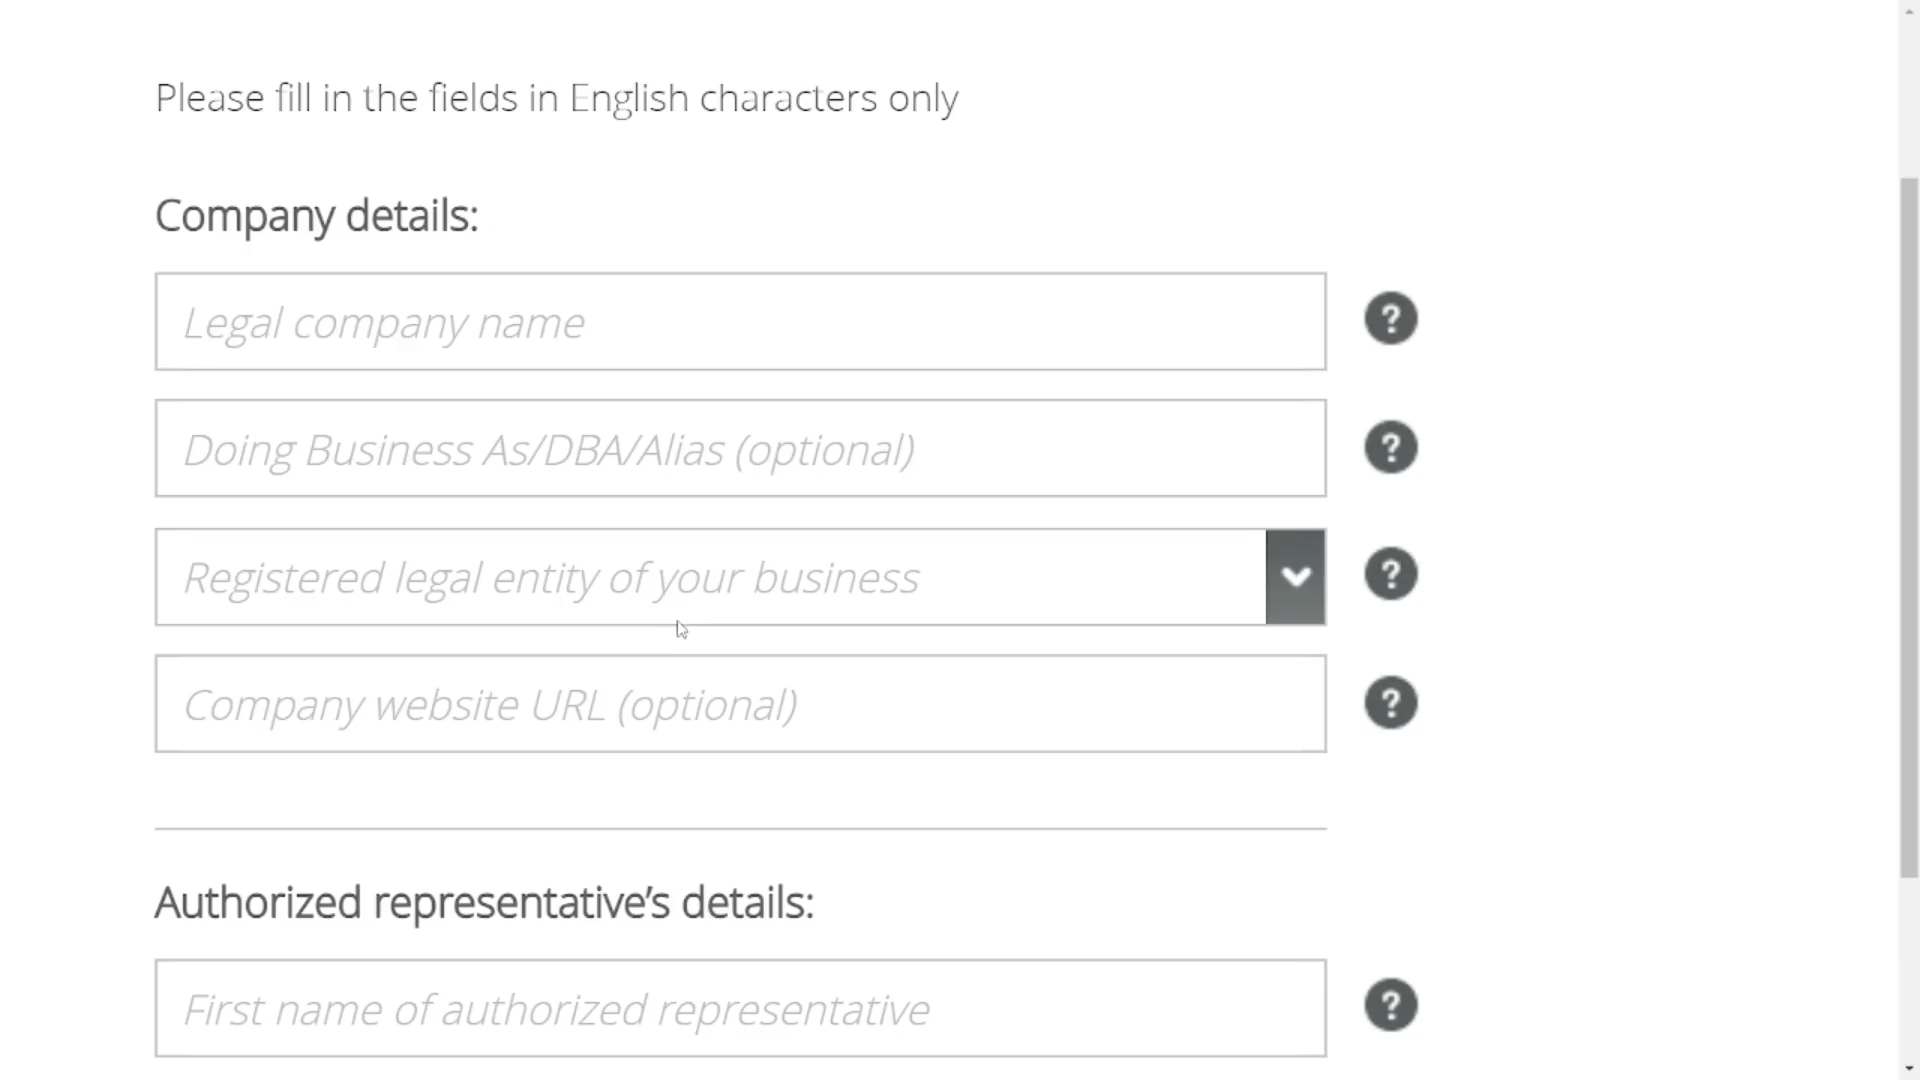 Please fill in the fields in English characters only
Company details:
Legal company name
?
Doing Business As/DBA/Alias (optional)
?
Registered legal entity of your business
?
Company website URL (optional)
?
Authorized representative’s details:
First name of authorized representative
?